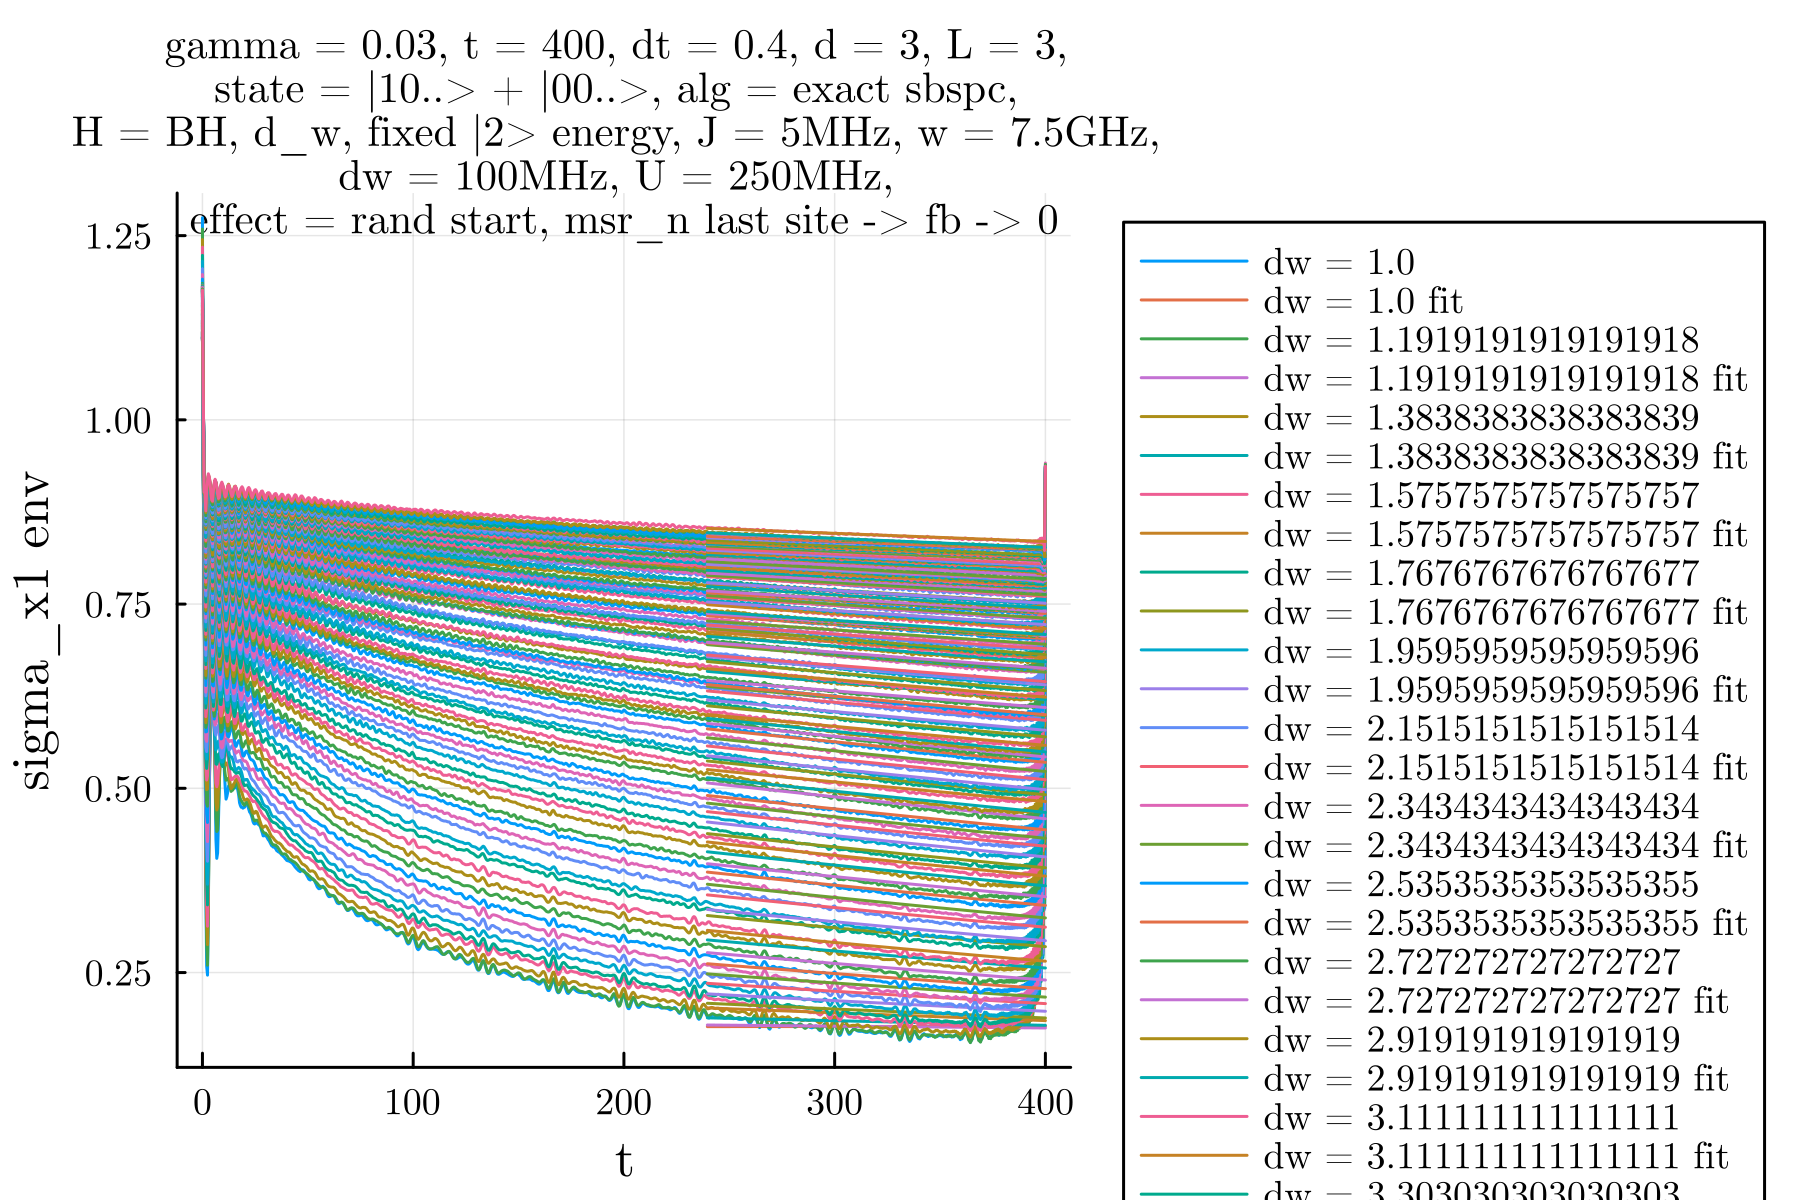 gamma = 0.03, t = 400, dt = 0.4, d = 3, L = 3,
state = |10..> + |00..>, alg = exact sbspc,
H = BH, d_w, fixed |2> energy, J = 5MHz, w = 7.5GHz,
dw = 100MHz, U = 250MHz,
effect = rand start, msr_n last site -> fb -> 0
sigma_x1 env
1.25
1.00
0.75
0.50
0.25
0
100
200
300
400
t
dw = 1.0
dw = 1.0 fit
dw = 1.1919191919191918
dw = 1.1919191919191918 fit
dw = 1.3838383838383839
dw = 1.3838383838383839 fit
dw = 1.5757575757575757
dw = 1.5757575757575757 fit
dw = 1.7676767676767677
dw = 1.7676767676767677 fit
dw = 1.9595959595959596
dw = 1.9595959595959596 fit
dw = 2.1515151515151514
dw = 2.1515151515151514 fit
dw = 2.3434343434343434
dw = 2.3434343434343434 fit
dw = 2.5353535353535355
dw = 2.5353535353535355 fit
dw = 2.727272727272727
dw = 2.727272727272727 fit
dw = 2.919191919191919
dw = 2.919191919191919 fit
dw = 3.111111111111111
dw = 3.111111111111111 fit
dw = 3.303030303030303